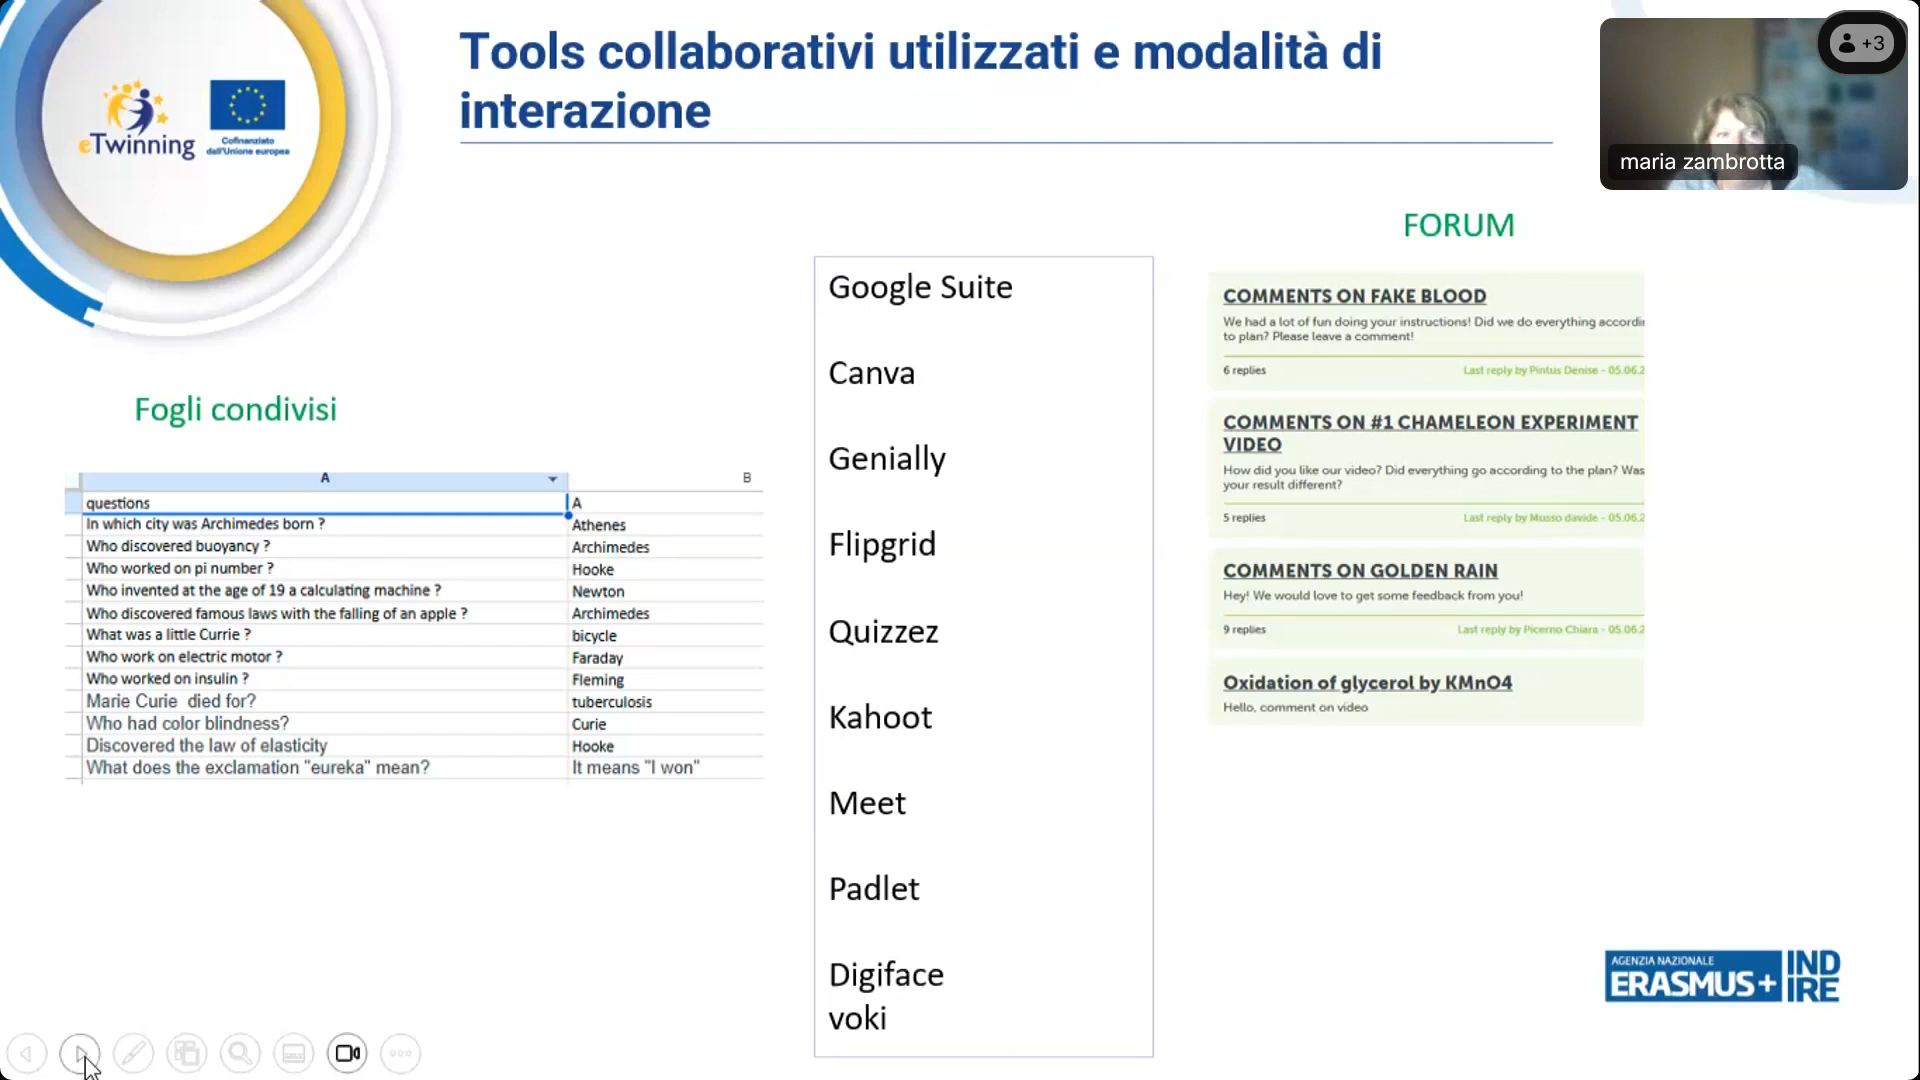 Tools collaborativi utilizzati e modalità di
interazione
eTwinning
Cofinanziato
dall'Unione europea
+3
maria zambrotta
Fogli condivisi
A B
questions A
In which city was Archimedes born ? Athenes
Who discovered buoyancy ? Archimedes
Who worked on pi number ? Hooke
Who invented at the age of 19 a calculating machine ? Newton
Who discovered famous laws with the falling of an apple ? Archimedes
What was a little Currie ? bicycle
Who work on electric motor ? Faraday
Who worked on insulin ? Fleming
Marie Curie died for? tuberculosis
Who had color blindness? Curie
Discovered the law of elasticity Hooke
What does the exclamation "eureka" mean? It means "I won"
Google Suite
Canva
Genially
Flipgrid
Quizzez
Kahoot
Meet
Padlet
Digiface
voki
FORUM
COMMENTS ON FAKE BLOOD
We had a lot of fun doing your instructions! Did we do everything accordin
to plan? Please leave a comment!
6 replies Last reply by Pintus Denise - 05.06.2
COMMENTS ON #1 CHAMELEON EXPERIMENT
VIDEO
How did you like our video? Did everything go according to the plan? Was
your result different?
5 replies Last reply by Musso davide - 05.06.2
COMMENTS ON GOLDEN RAIN
Hey! We would love to get some feedback from you!
9 replies Last reply by Picerno Chiara - 05.06.2
Oxidation of glycerol by KMnO4
Hello, comment on video
AGENZIA NAZIONALE
ERASMUS+
IND
IRE